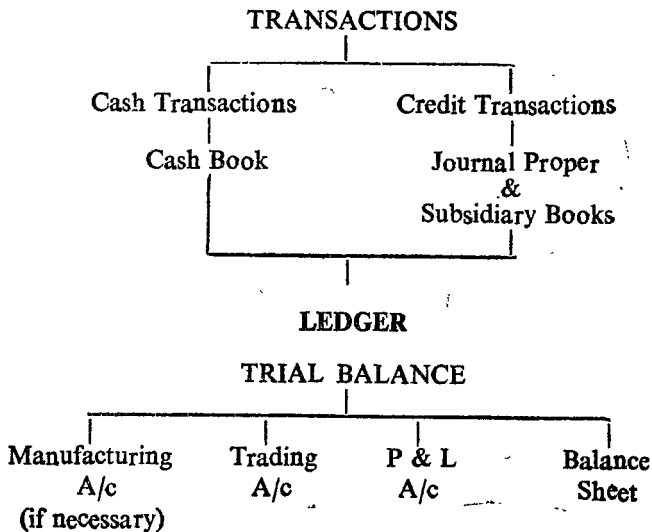 TRANSACTIONS
Cash Transactions
Credit Transactions
Cash Book
Journal Proper
&
Subsidiary Books
LEDGER
TRIAL BALANCE
Manufacturing
A/c
(if necessary)
Trading
A/c
P & L
A/c
Balance
Sheet